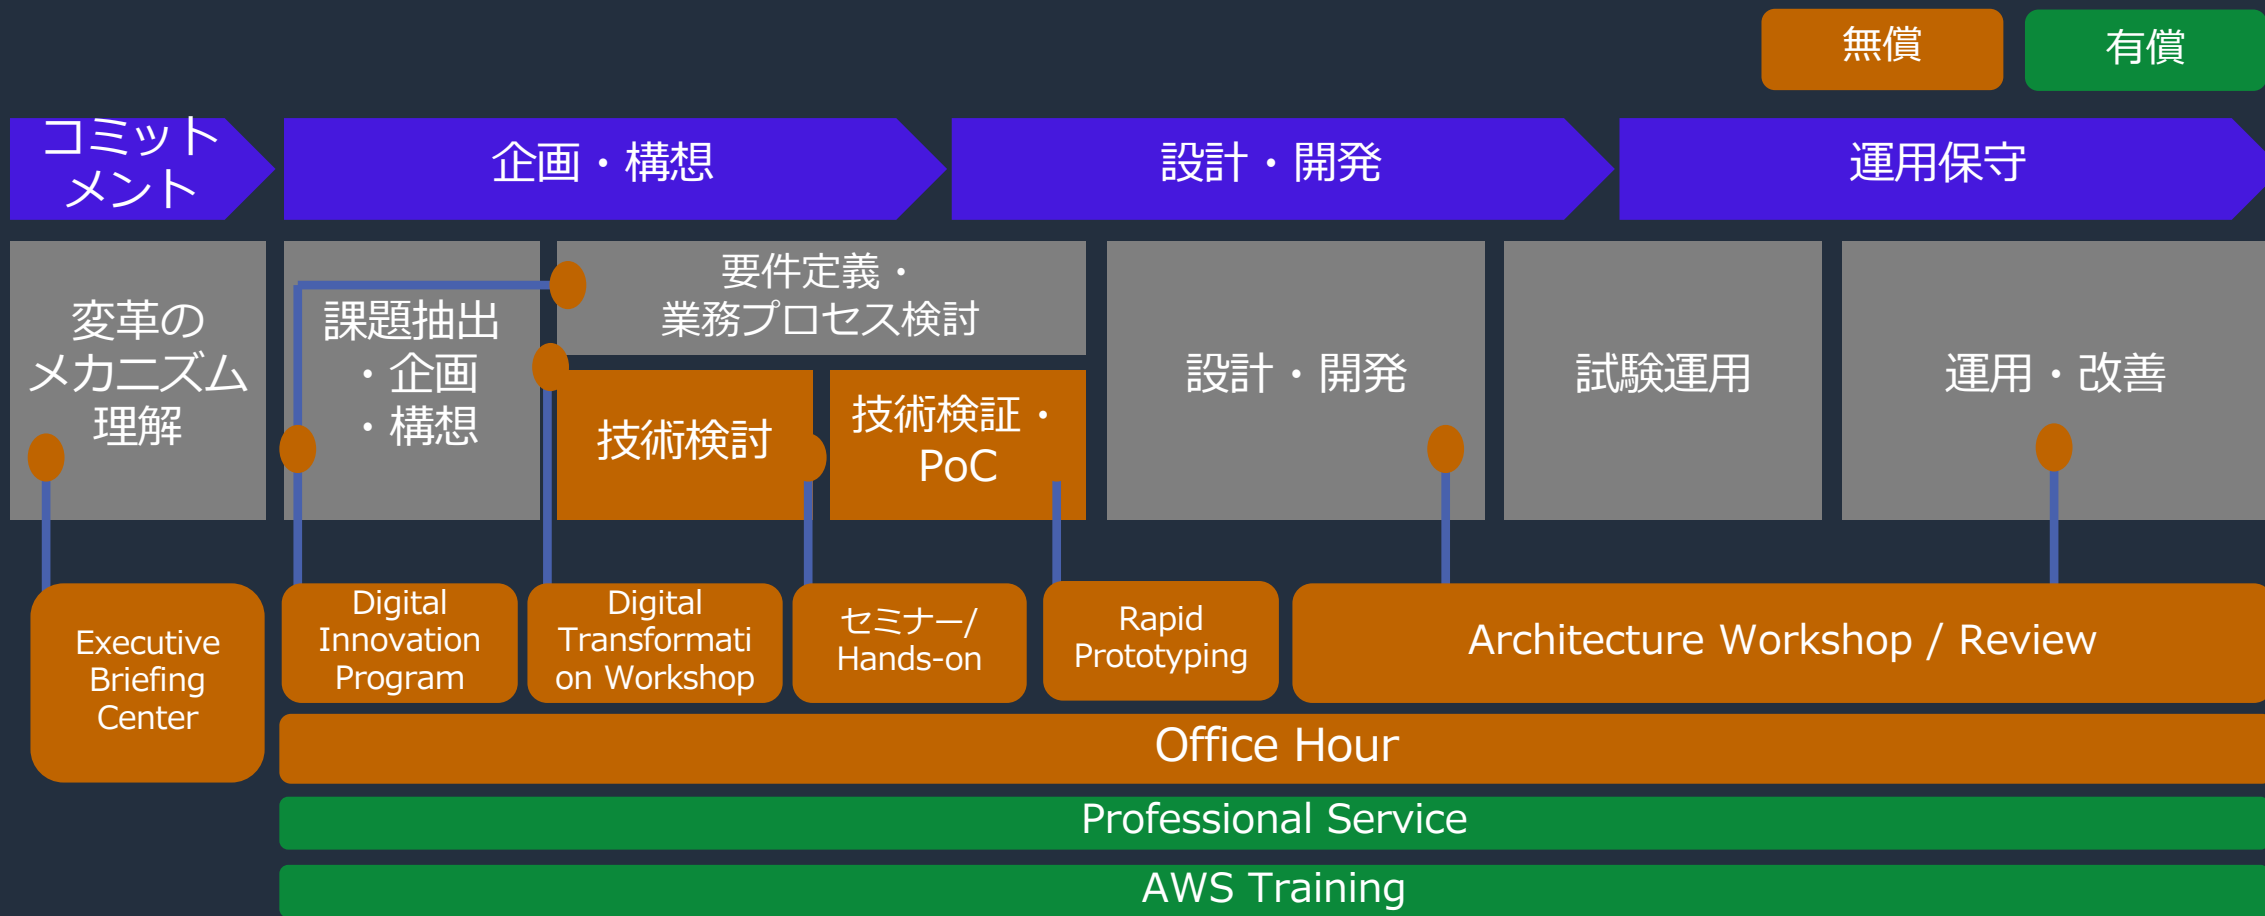 無償
有償
コミット
メント
企画・構想
設計・開発
運用保守
変革の
メカニズム
理解
課題抽出
・企画
・構想
要件定義・
業務プロセス検討
技術検討
技術検証・
PoC
設計・開発
試験運用
運用・改善
Executive
Briefing
Center
Digital
Innovation
Program
Digital
Transformati
on Workshop
セミナー/
Hands-on
Rapid
Prototyping
Architecture Workshop / Review
Office Hour
Professional Service
AWS Training